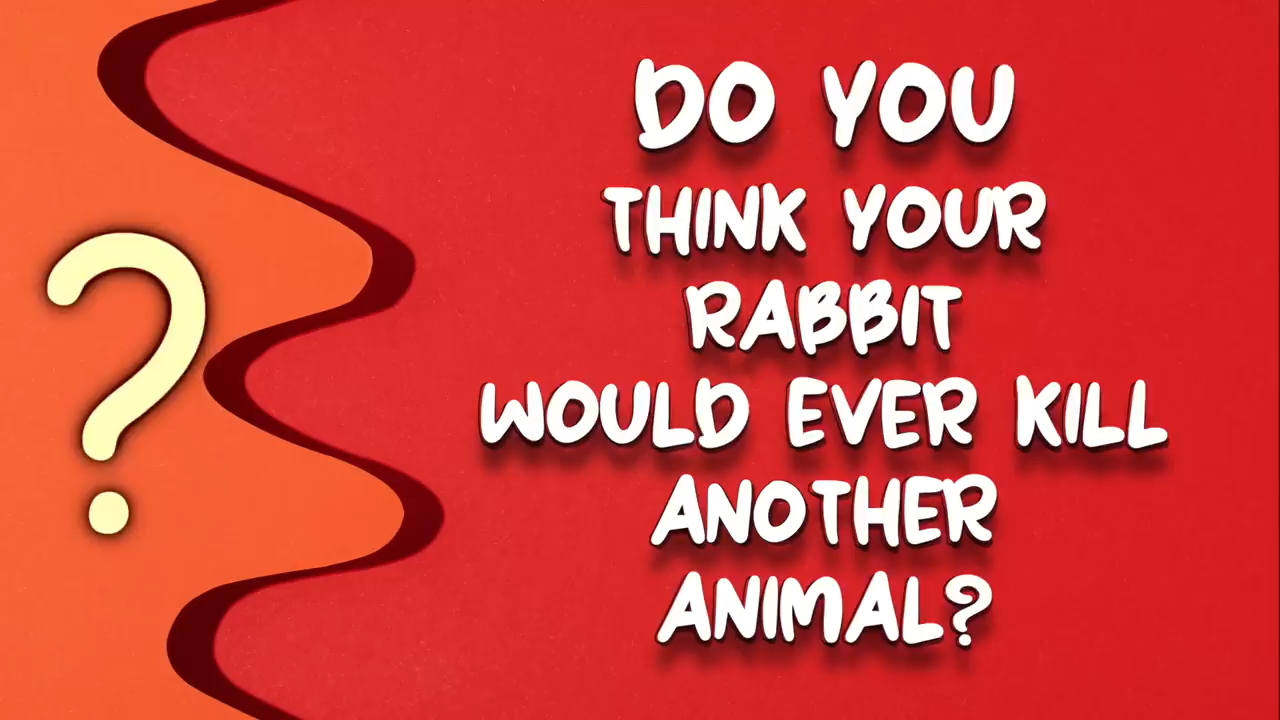 ?
DO YOU
THINK YOUR
RABBIT
WOULD EVER KILL
ANOTHER
ANIMAL?